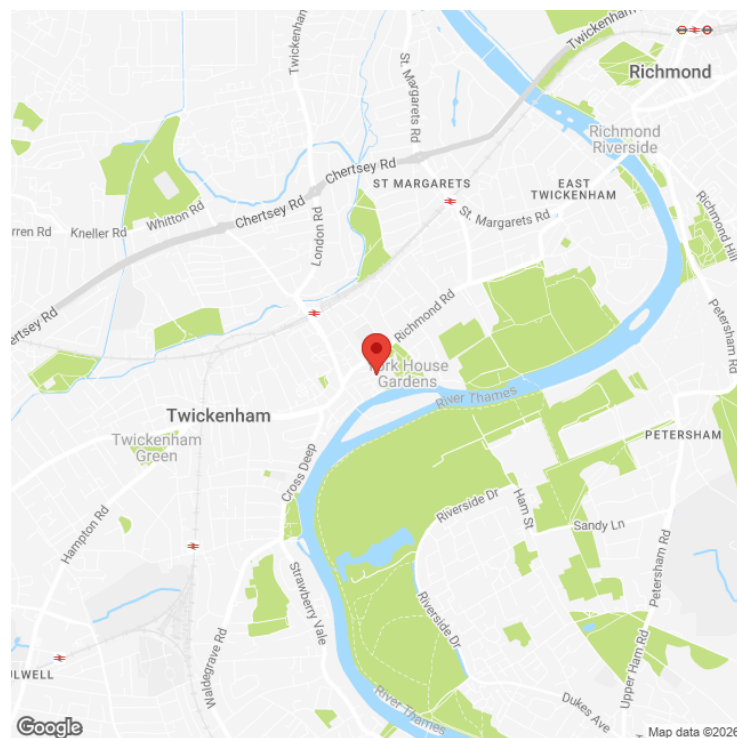 Twickenham
Richmond
Twickenham
St. Margarets Rd
Richmond
Riverside
Chertsey Rd
ST MARGARETS
EAST
TWICKENHAM
Whitton Rd
Chertsey Rd
Kneller Rd
London Rd
St. Margarets Rd
Richmond Hill
Richmond Rd
Petersham Rd
York House
Gardens
River Thames
Twickenham
Twickenham
Green
PETERSHAM
Cross Deep
Riverside Dr
Ham St
Sandy Ln
Hampton Rd
Petersham Rd
Strawberry Vale
Riverside Dr
Waldegrave Rd
Upper Ham Rd
River Thames
Dukes Ave
Google
Map data ©2026